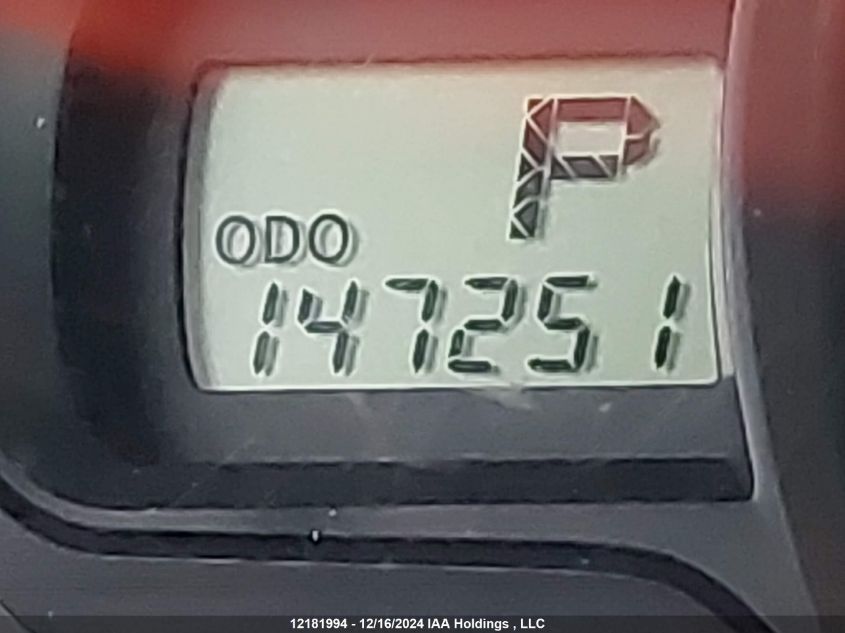 P
ODO
147251
12181994 - 12/16/2024 IAA Holdings , LLC